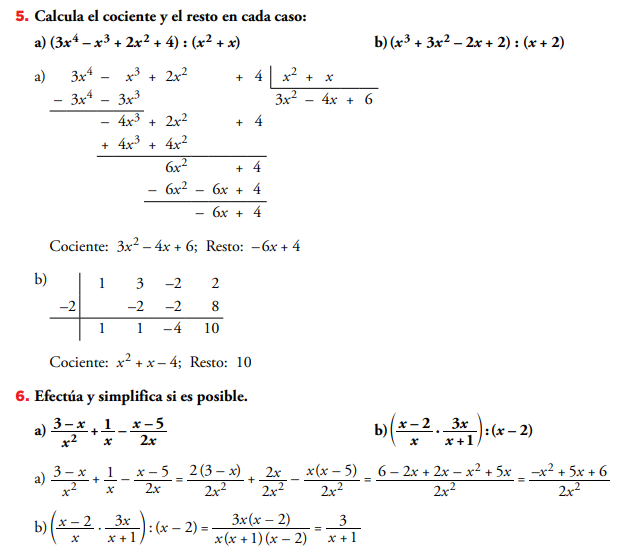 5. Calcula el cociente y el resto en cada caso:
a) (3x⁴ – x³ + 2x² + 4) : (x² + x) b) (x³ + 3x² – 2x + 2) : (x + 2)
a) 3x⁴ – x³ + 2x² + 4 | x² + x
– 3x⁴ – 3x³ 3x² – 4x + 6
– 4x³ + 2x² + 4
+ 4x³ + 4x²
6x² + 4
– 6x² – 6x + 4
– 6x + 4
Cociente: 3x² – 4x + 6; Resto: –6x + 4
b) 1 3 –2 2
–2 –2 –2 8
1 1 –4 10
Cociente: x² + x – 4; Resto: 10
6. Efectúa y simplifica si es posible.
a) (3 – x)/x² + 1/x – (x – 5)/2x b) ((x – 2)/x · 3x/(x + 1)) : (x – 2)
a) (3 – x)/x² + 1/x – (x – 5)/2x = 2(3 – x)/2x² + 2x/2x² – x(x – 5)/2x² = (6 – 2x + 2x – x² + 5x)/2x² = (–x² + 5x + 6)/2x²
b) ((x – 2)/x · 3x/(x + 1)) : (x – 2) = 3x(x – 2)/(x(x + 1)(x – 2)) = 3/(x + 1)